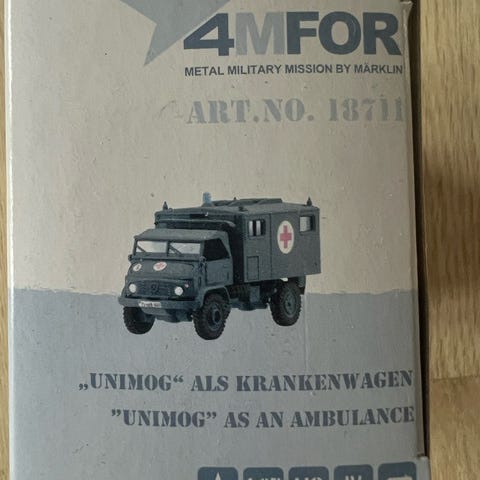 4MFOR
METAL MILITARY MISSION BY MÄRKLIN
ART.NO. 18711
„UNIMOG“ ALS KRANKENWAGEN
”UNIMOG” AS AN AMBULANCE